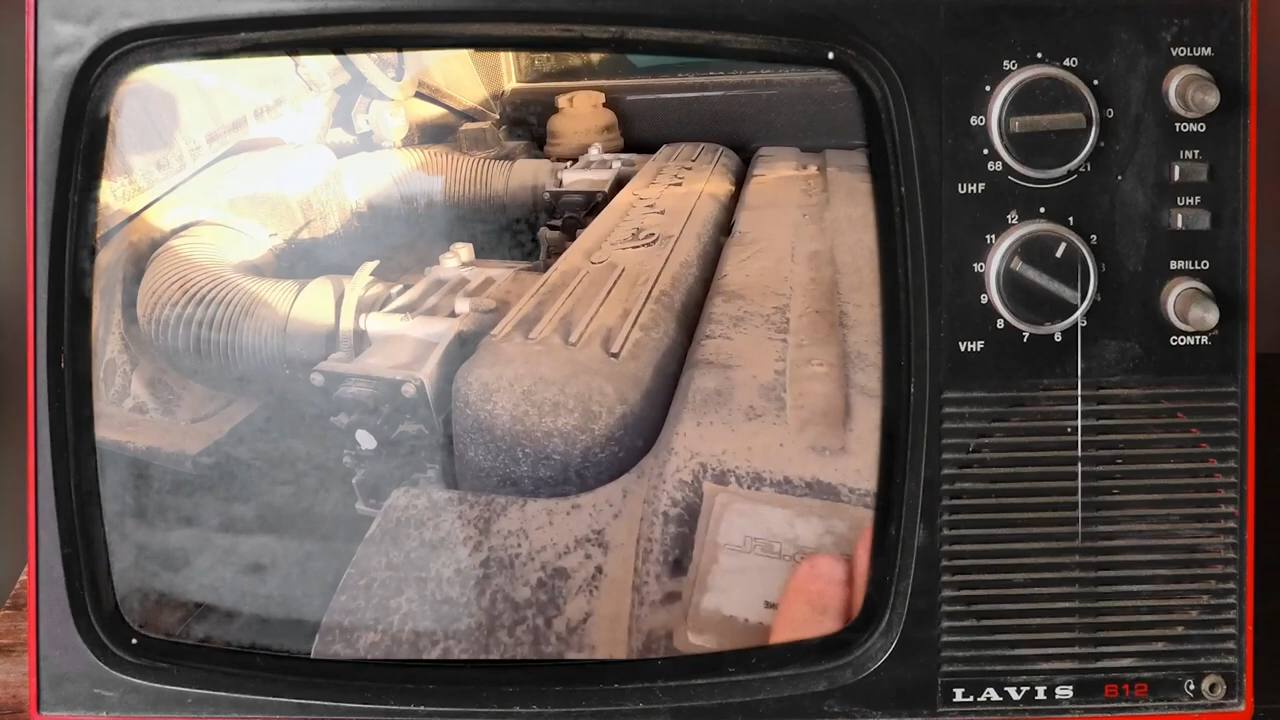 VOLUM.
50 40
60
68 21
TONO
UHF
INT.
UHF
12 1
11 2
10 3
9 4
8 5
7 6
VHF
BRILLO
CONTR.
LAVIS 612